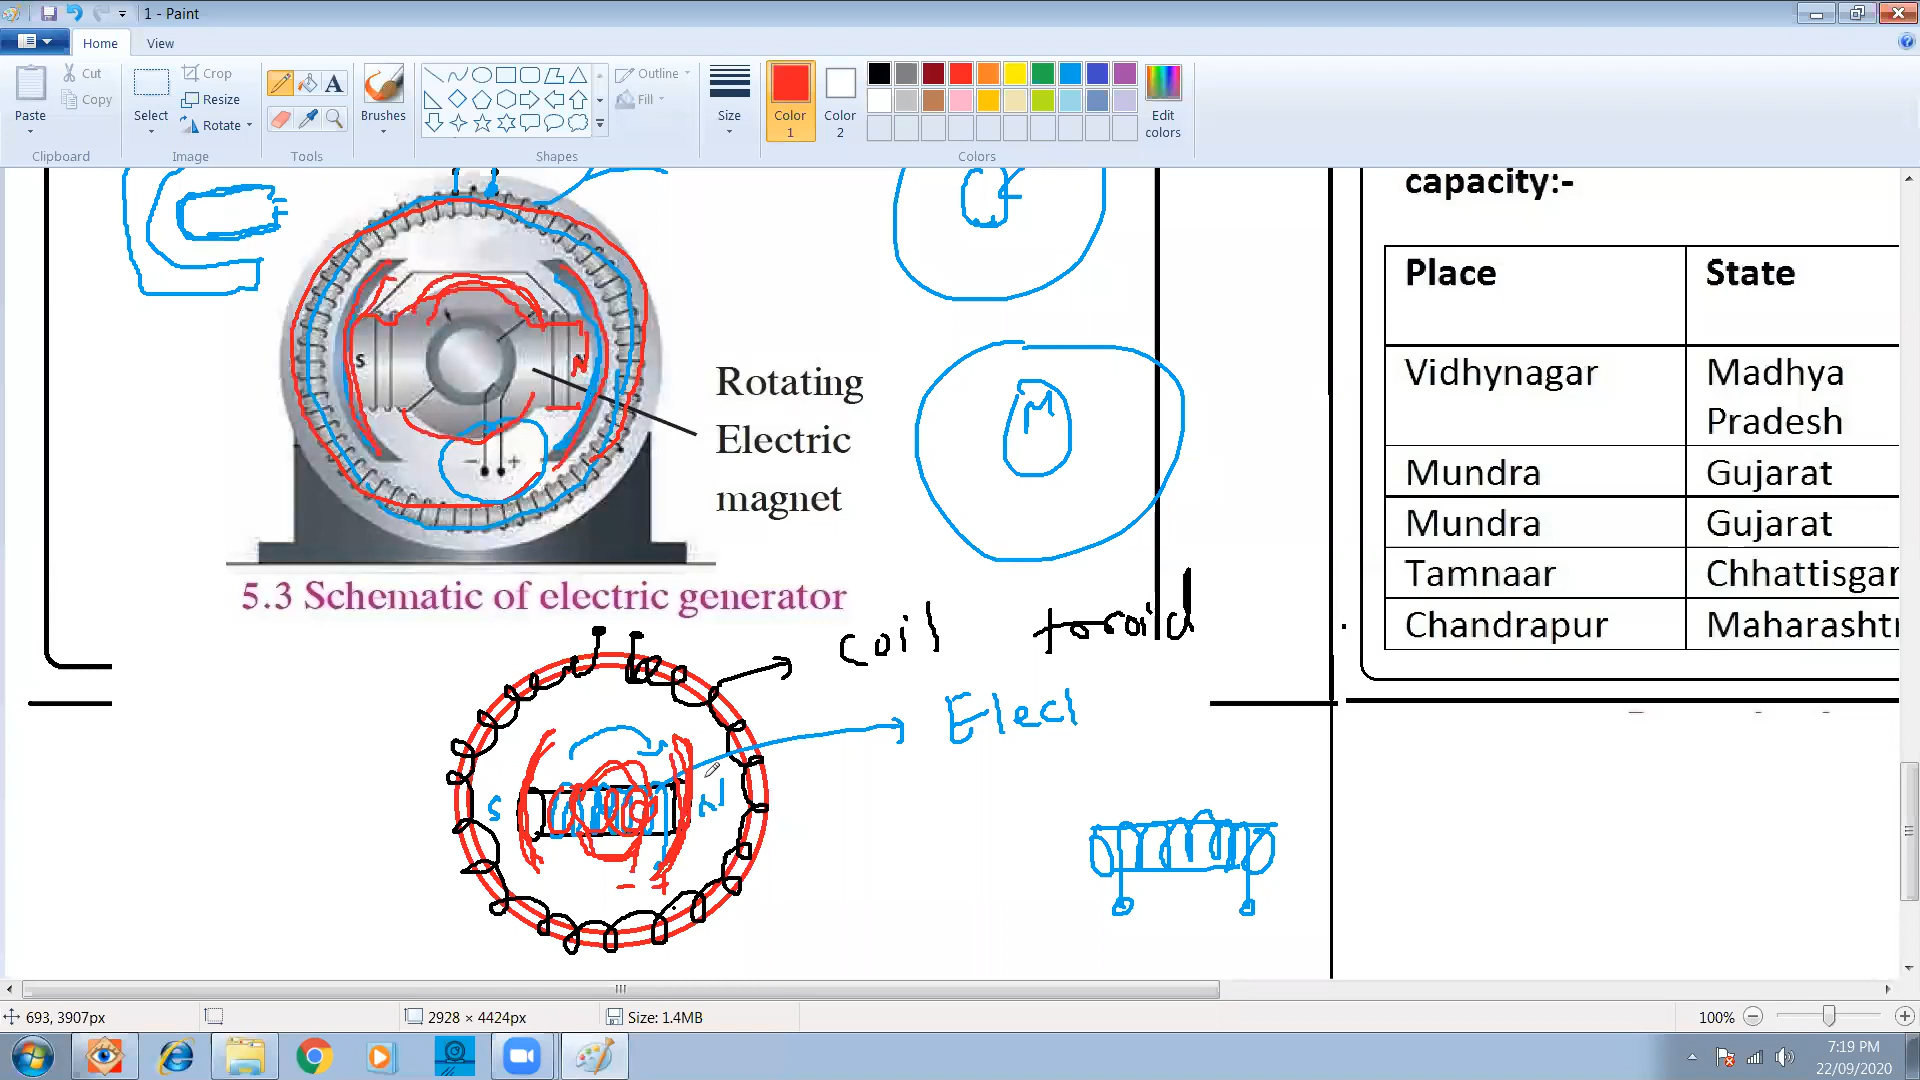 1 - Paint
Home
View
Paste
Cut
Copy
Clipboard
Select
Crop
Resize
Rotate
Image
Tools
Brushes
Shapes
Outline
Fill
Size
Color
1
Color
2
Edit
colors
Colors
capacity:-
Place State
Vidhynagar Madhya
Pradesh
Mundra Gujarat
Mundra Gujarat
Tamnaar Chhattisgar
Chandrapur Maharasht
S
N
- +
Rotating
Electric
magnet
M
5.3 Schematic of electric generator
coil toroid
Elec
S
N
- +
693, 3907px
2928 × 4424px
Size: 1.4MB
100%
7:19 PM
22/09/2020